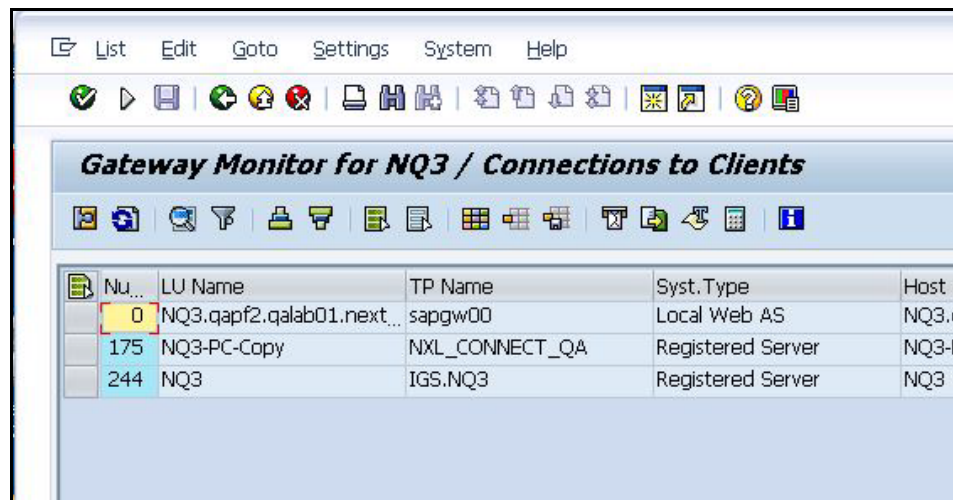 List Edit Goto Settings System Help
Gateway Monitor for NQ3 / Connections to Clients
Nu... LU Name TP Name Syst.Type Host
0 NQ3.qapf2.qalab01.next... sapgw00 Local Web AS NQ3.
175 NQ3-PC-Copy NXL_CONNECT_QA Registered Server NQ3-
244 NQ3 IGS.NQ3 Registered Server NQ3